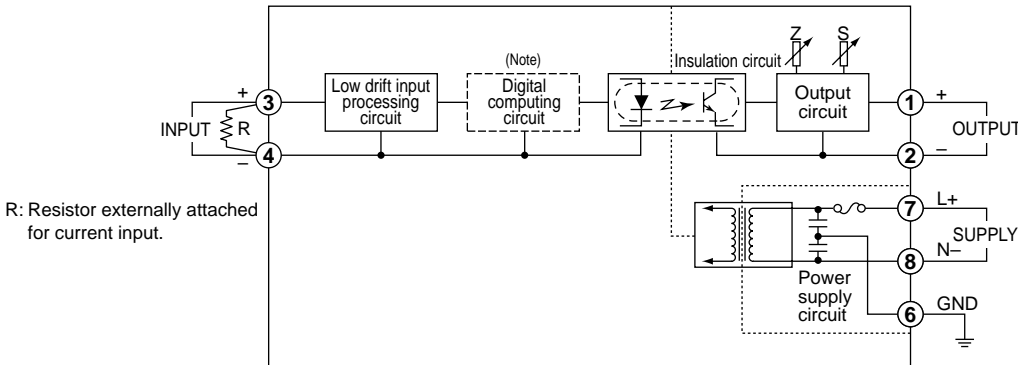 Z
S
(Note)
Insulation circuit
+
3
Low drift input
processing
circuit
Digital
computing
circuit
Output
circuit
1
+
INPUT
R
OUTPUT
–
4
2
–
R: Resistor externally attached
for current input.
7
L+
SUPPLY
N–
8
Power
supply
circuit
GND
6